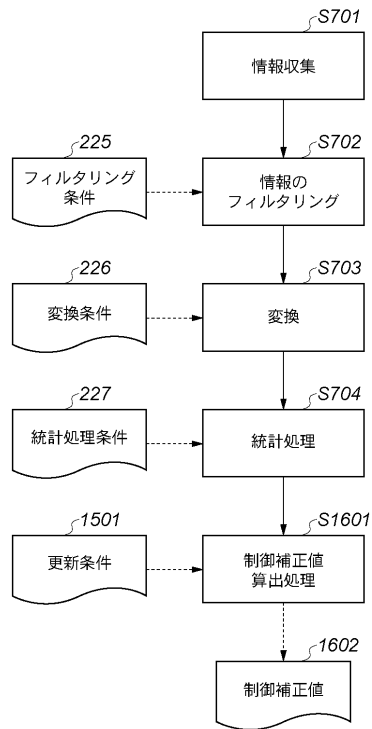 S701
情報収集
225
フィルタリング
条件
S702
情報の
フィルタリング
226
変換条件
S703
変換
227
統計処理条件
S704
統計処理
1501
更新条件
S1601
制御補正値
算出処理
1602
制御補正値